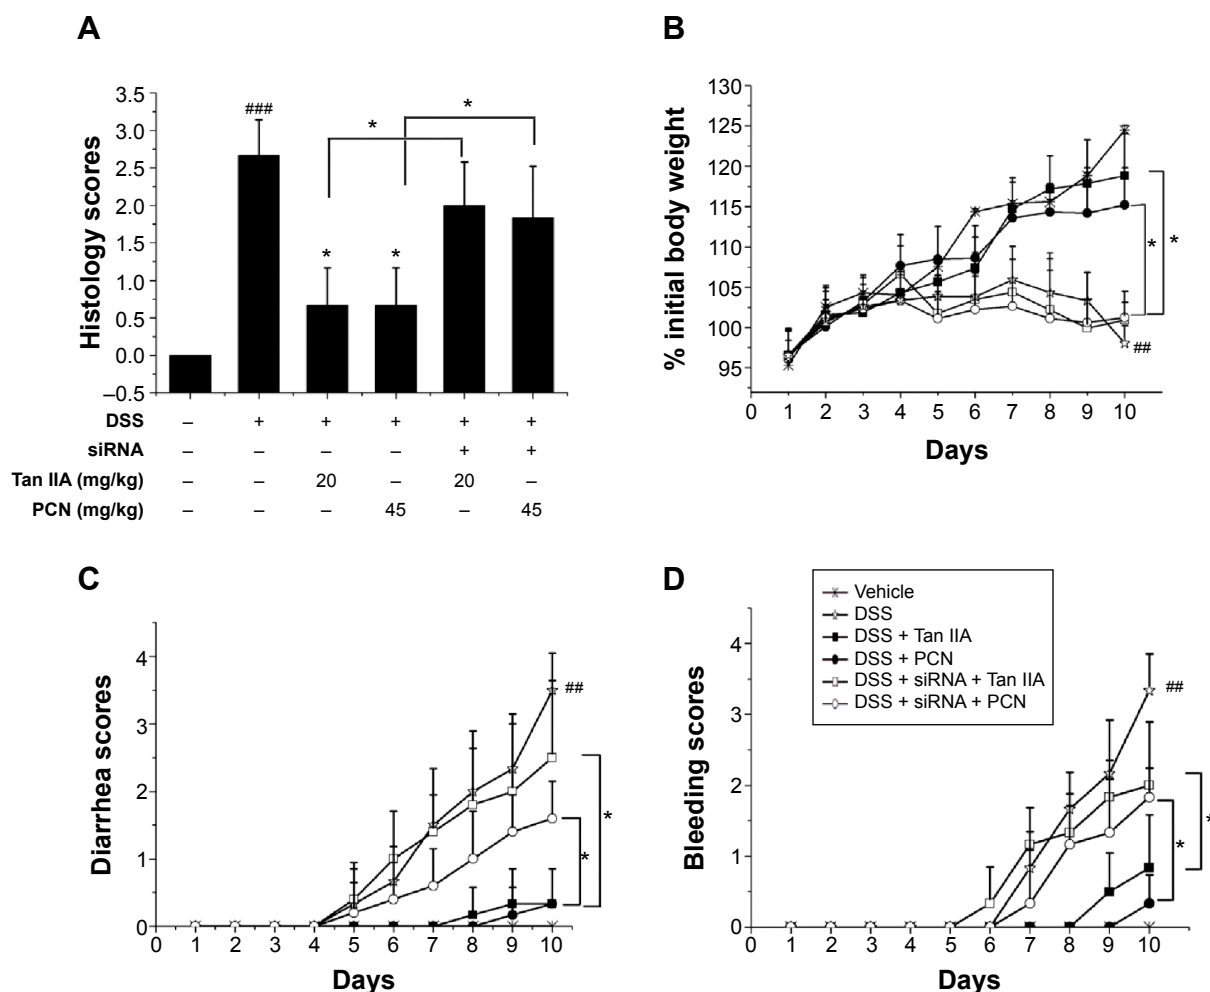 A
Histology scores
3.5
3.0
2.5
2.0
1.5
1.0
0.5
0.0
–0.5
###
*
*
*
*
DSS – + + + + +
siRNA – – – – + +
Tan IIA (mg/kg) – – 20 – 20 –
PCN (mg/kg) – – – 45 – 45
B
% initial body weight
130
125
120
115
110
105
100
95
* *
##
0 1 2 3 4 5 6 7 8 9 10
Days
C
Diarrhea scores
4
3
2
1
0
##
*
*
0 1 2 3 4 5 6 7 8 9 10
Days
D
Vehicle
DSS
DSS + Tan IIA
DSS + PCN
DSS + siRNA + Tan IIA
DSS + siRNA + PCN
Bleeding scores
4
3
2
1
0
##
*
*
0 1 2 3 4 5 6 7 8 9 10
Days